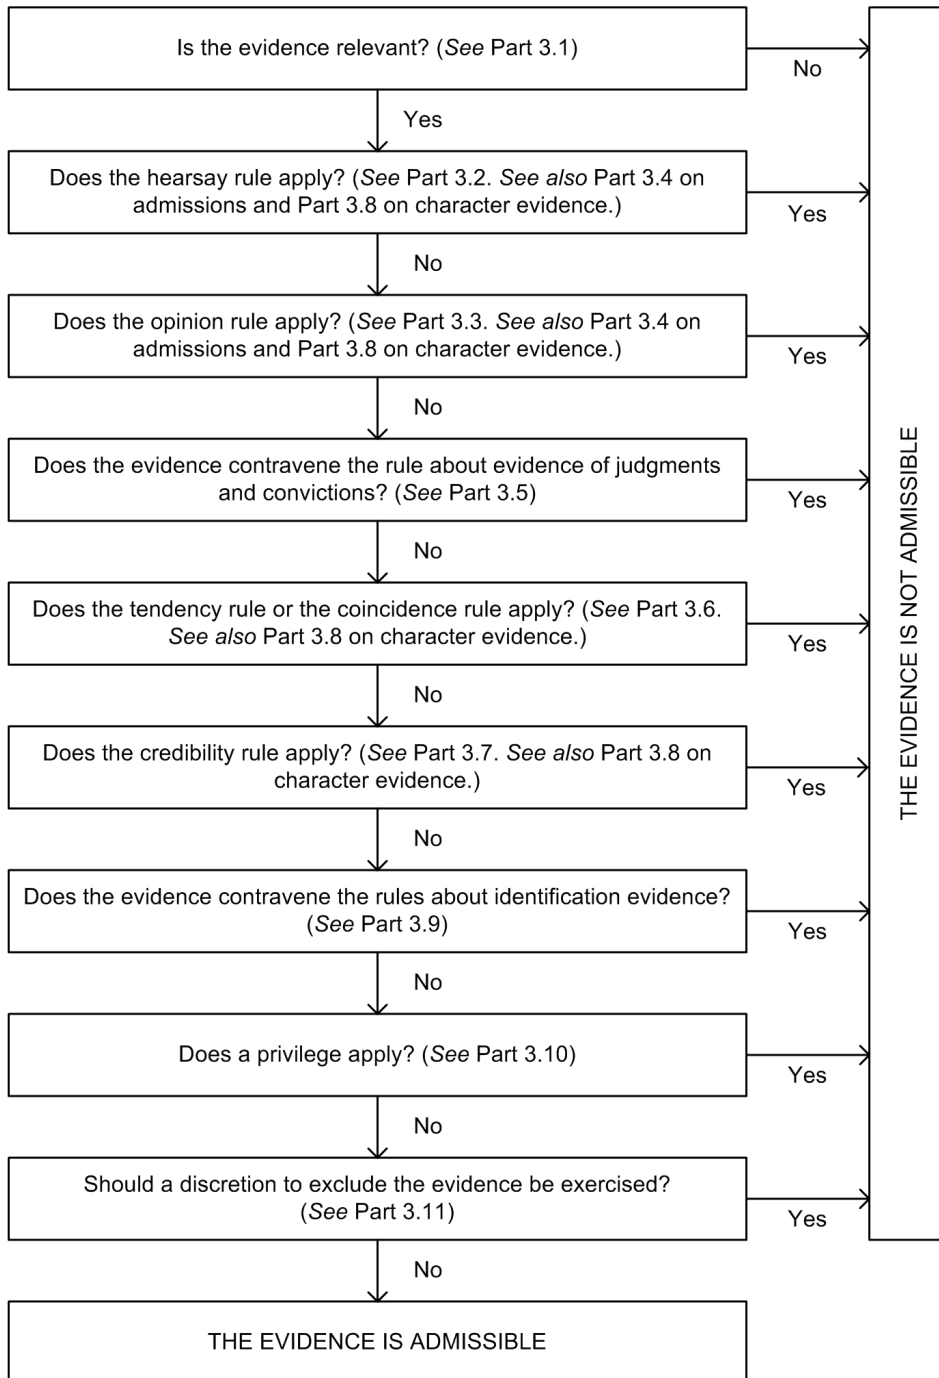 Is the evidence relevant? (See Part 3.1)
No
Yes
Does the hearsay rule apply? (See Part 3.2. See also Part 3.4 on
admissions and Part 3.8 on character evidence.)
Yes
No
Does the opinion rule apply? (See Part 3.3. See also Part 3.4 on
admissions and Part 3.8 on character evidence.)
Yes
No
Does the evidence contravene the rule about evidence of judgments
and convictions? (See Part 3.5)
Yes
No
Does the tendency rule or the coincidence rule apply? (See Part 3.6.
See also Part 3.8 on character evidence.)
Yes
No
Does the credibility rule apply? (See Part 3.7. See also Part 3.8 on
character evidence.)
Yes
No
Does the evidence contravene the rules about identification evidence?
(See Part 3.9)
Yes
No
Does a privilege apply? (See Part 3.10)
Yes
No
Should a discretion to exclude the evidence be exercised?
(See Part 3.11)
Yes
No
THE EVIDENCE IS ADMISSIBLE
THE EVIDENCE IS NOT ADMISSIBLE